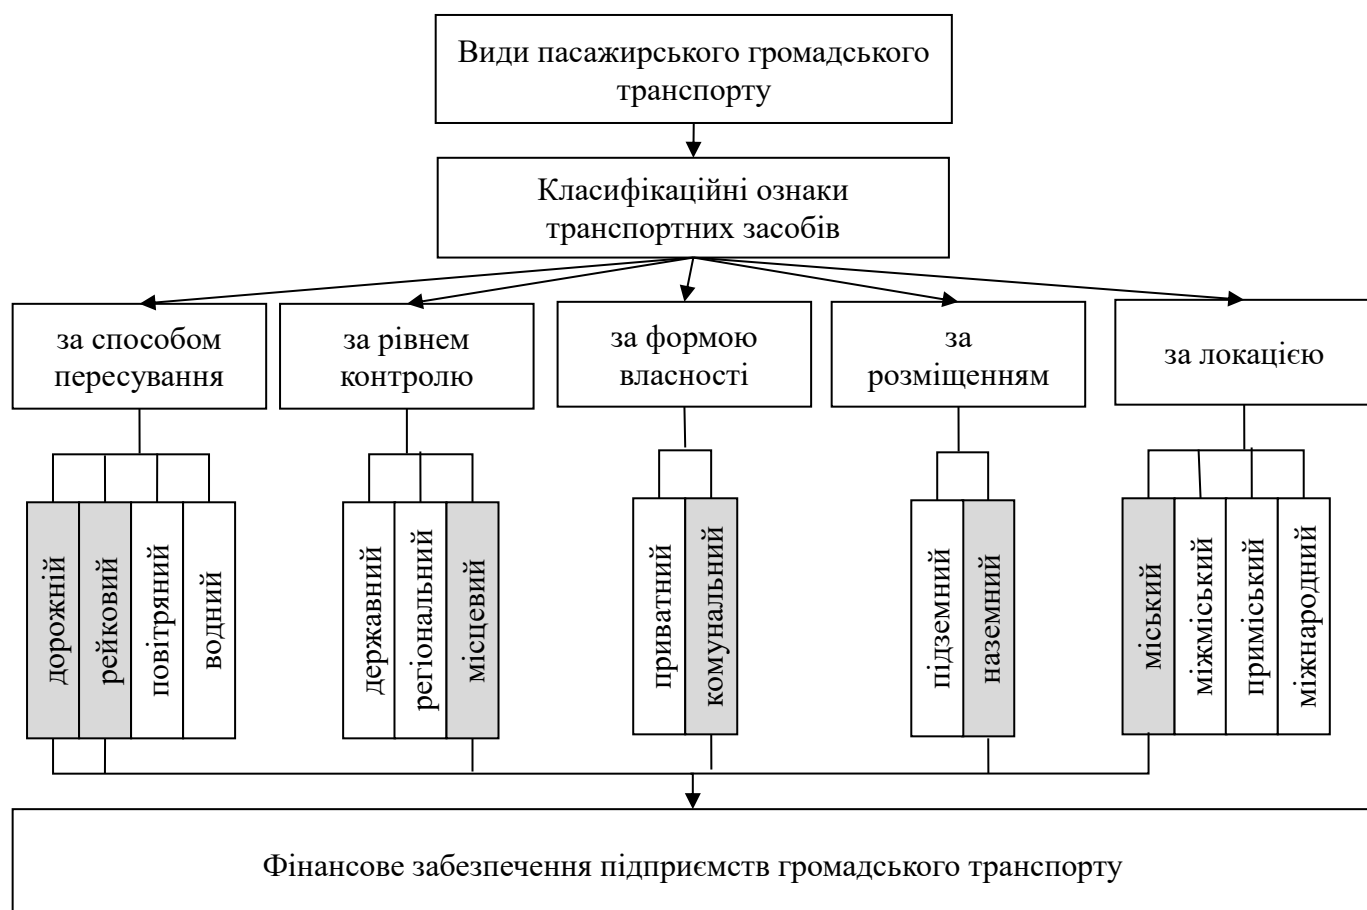 Види пасажирського громадського
транспорту
Класифікаційні ознаки
транспортних засобів
за способом
пересування
за рівнем
контролю
за формою
власності
за
розміщенням
за локацією
дорожній
рейковий
повітряний
водний
державний
регіональний
місцевий
приватний
комунальний
підземний
наземний
міський
міжміський
приміський
міжнародний
Фінансове забезпечення підприємств громадського транспорту